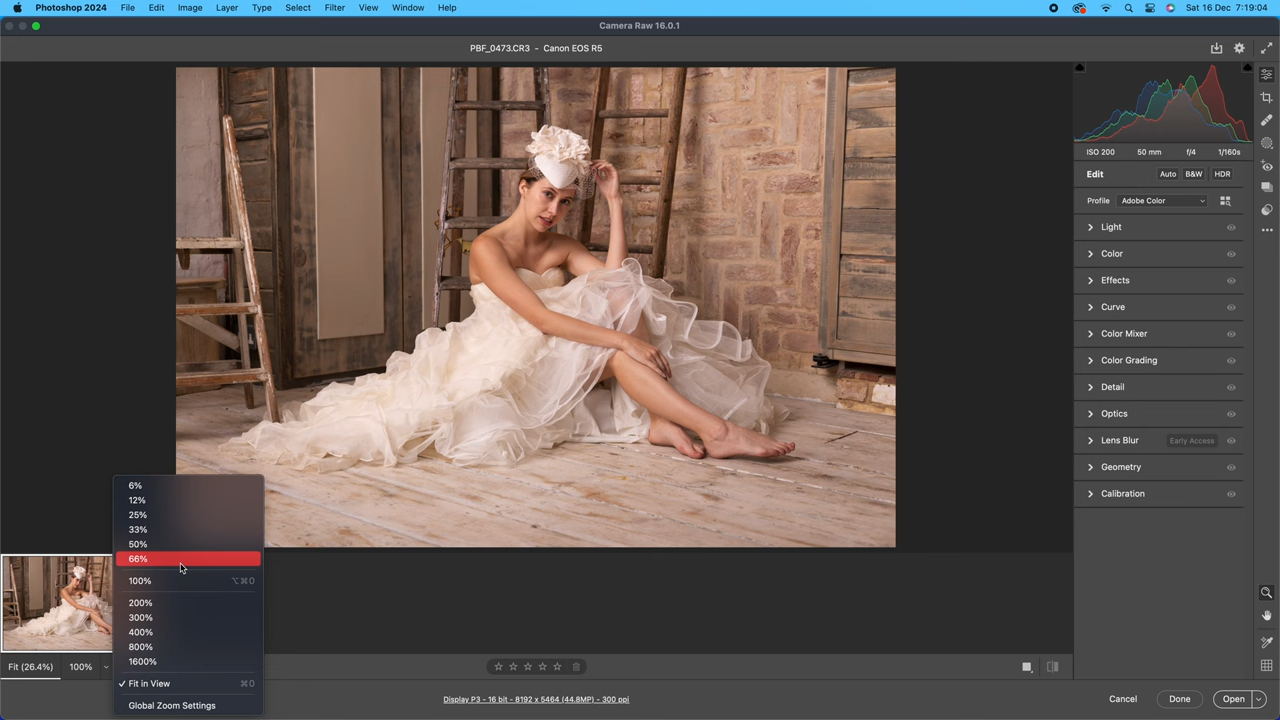 Photoshop 2024 File Edit Image Layer Type Select Filter View Window Help Sat 16 Dec 7:19:04
Camera Raw 16.0.1
PBF_0473.CR3 - Canon EOS R5
ISO 200 50 mm f/4 1/160s
Edit Auto B&W HDR
Profile Adobe Color
Light
Color
Effects
Curve
Color Mixer
Color Grading
Detail
Optics
Lens Blur Early Access
Geometry
Calibration
6%
12%
25%
33%
50%
66%
100% ⌥⌘0
200%
300%
400%
800%
1600%
✓ Fit in View ⌘0
Global Zoom Settings
Fit (26.4%) 100%
Display P3 - 16 bit - 8192 x 5464 (44.8MP) - 300 ppi
Cancel Done Open